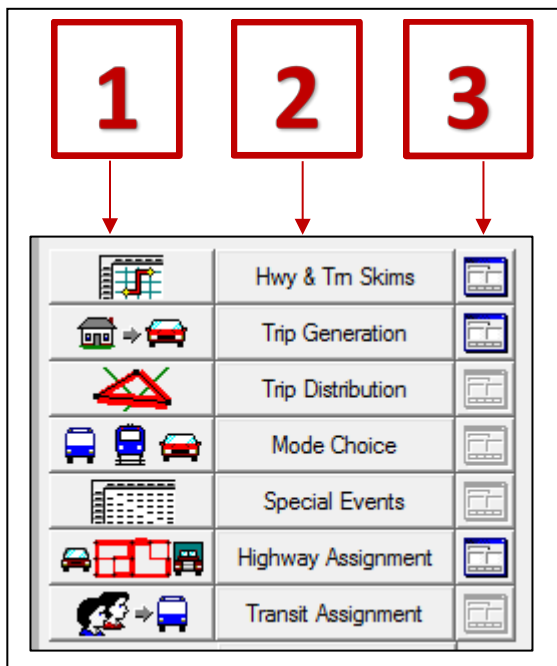 1 2 3
Hwy & Trn Skims
Trip Generation
Trip Distribution
Mode Choice
Special Events
Highway Assignment
Transit Assignment